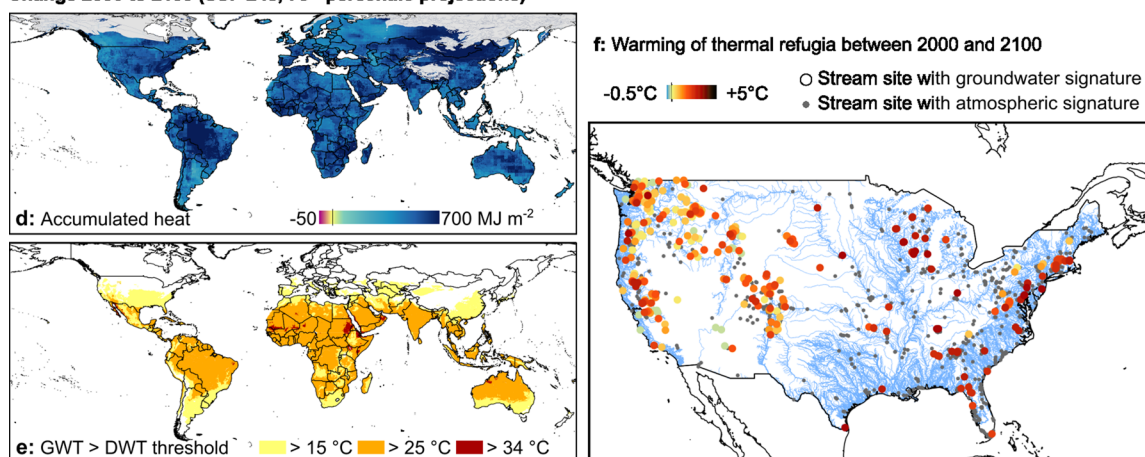 d: Accumulated heat
-50
700 MJ m-2
e: GWT > DWT threshold
> 15 °C
> 25 °C
> 34 °C
f: Warming of thermal refugia between 2000 and 2100
-0.5°C
+5°C
Stream site with groundwater signature
Stream site with atmospheric signature